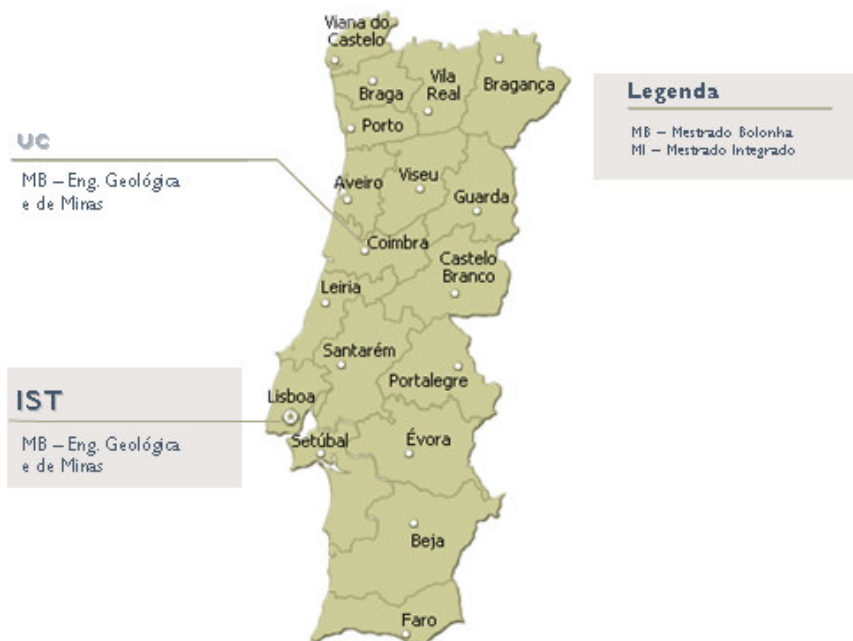 Viana do
Castelo
Braga
Vila
Real
Bragança
Porto
Legenda
MB – Mestrado Bolonha
MI – Mestrado Integrado
UC
MB – Eng. Geológica
e de Minas
Aveiro
Viseu
Guarda
Coimbra
Castelo
Branco
Leiria
Santarém
Portalegre
IST
MB – Eng. Geológica
e de Minas
Lisboa
Setúbal
Évora
Beja
Faro